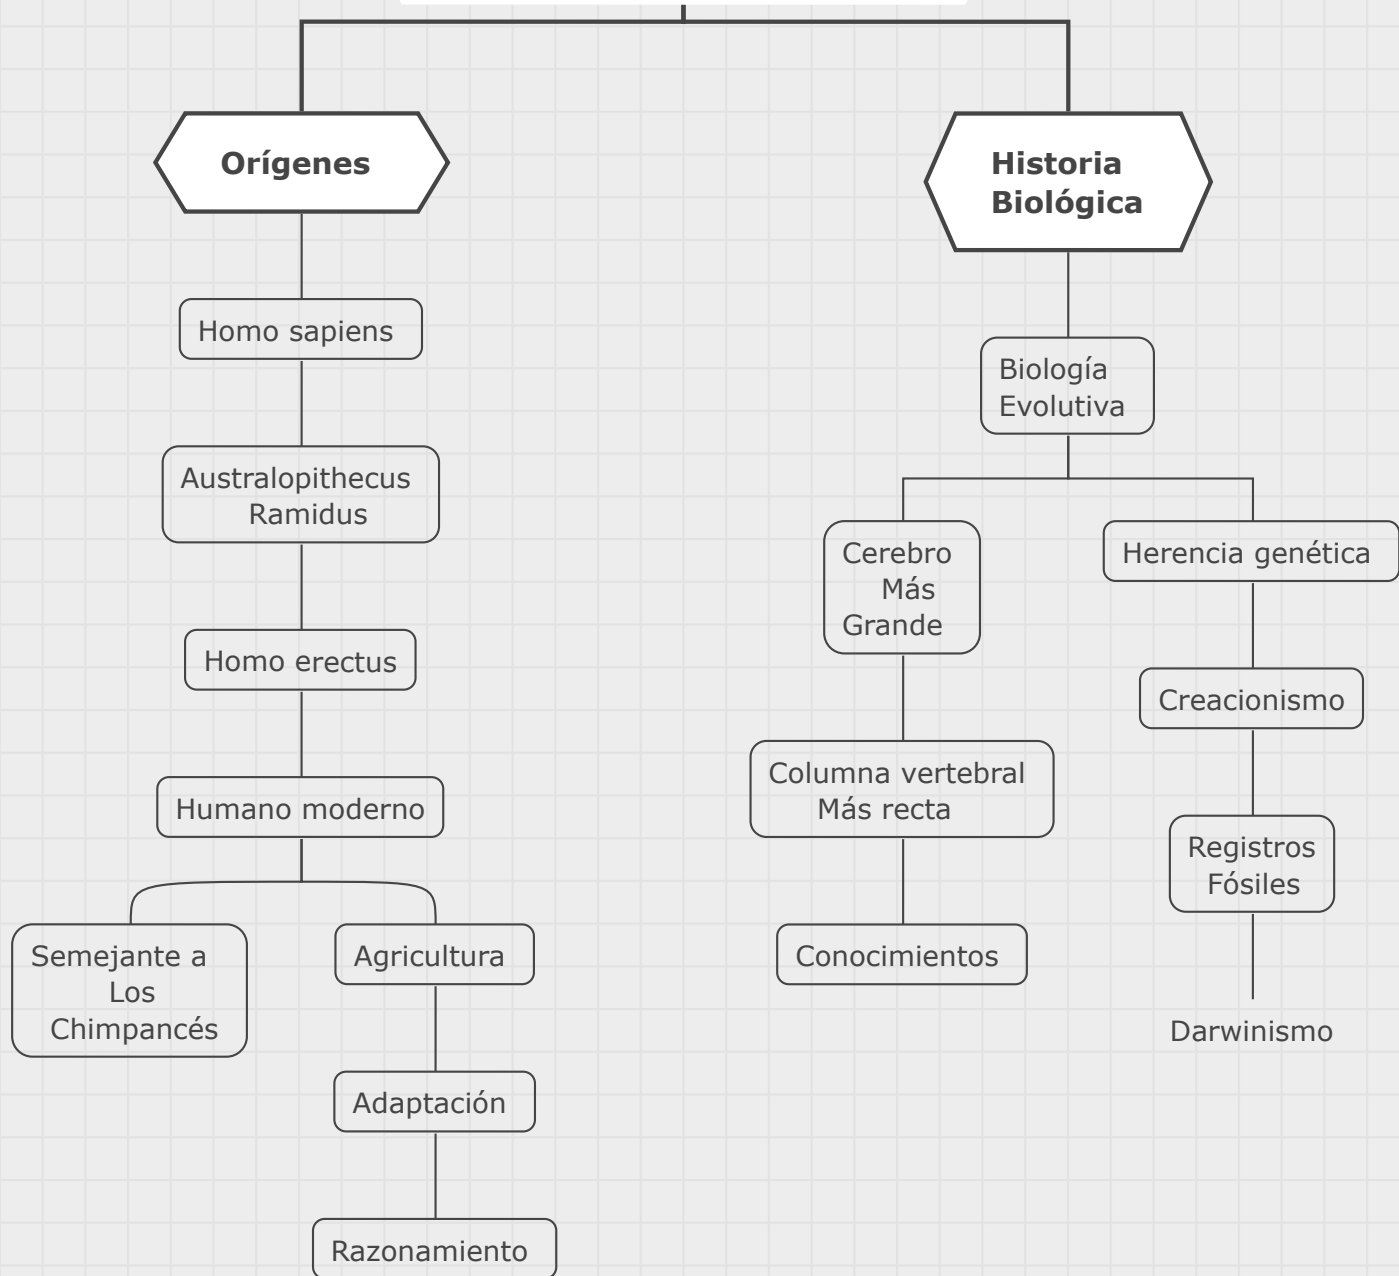 Orígenes
Homo sapiens
Australopithecus
Ramidus
Homo erectus
Humano moderno
Semejante a
Los
Chimpancés
Agricultura
Adaptación
Razonamiento
Historia
Biológica
Biología
Evolutiva
Cerebro
Más
Grande
Columna vertebral
Más recta
Conocimientos
Herencia genética
Creacionismo
Registros
Fósiles
Darwinismo